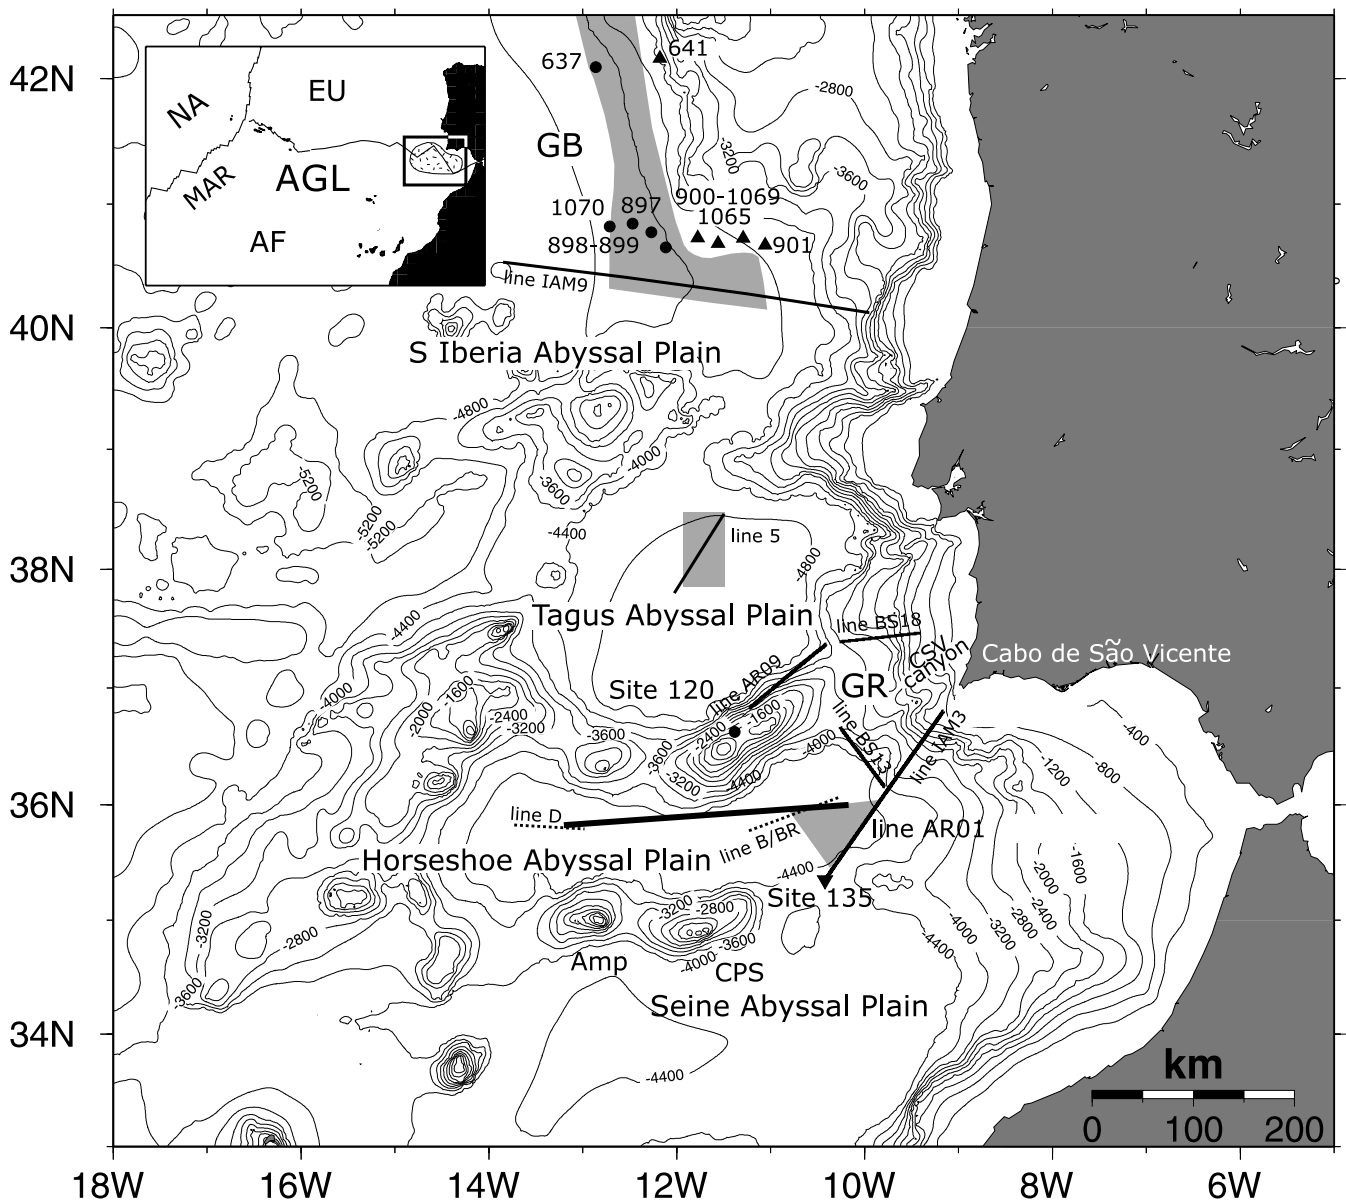 42N
40N
38N
36N
34N
18W
16W
14W
12W
10W
8W
6W
NA
EU
MAR
AGL
AF
637
641
GB
1070
897
900-1069
1065
898-899
901
line IAM9
S Iberia Abyssal Plain
line 5
Tagus Abyssal Plain
line BS18
CSV
canyon
Cabo de São Vicente
Site 120
line AR09
GR
line BS13
line IAM3
line D
line B/BR
line AR01
Horseshoe Abyssal Plain
Site 135
Amp
CPS
Seine Abyssal Plain
km
0
100
200
-2800
-3200
-3600
-4800
-4000
-3600
-5200
-5200
-5200
-4400
-4800
-4400
-4000
-1600
-2000
-2400
-3200
-3600
-3600
-3200
-2400
-1600
-4400
-4000
-400
-800
-1200
-1600
-2000
-2400
-2800
-3200
-4000
-4400
-4400
-3200
-2800
-3600
-4000
-3200
-2800
-3600
-4400